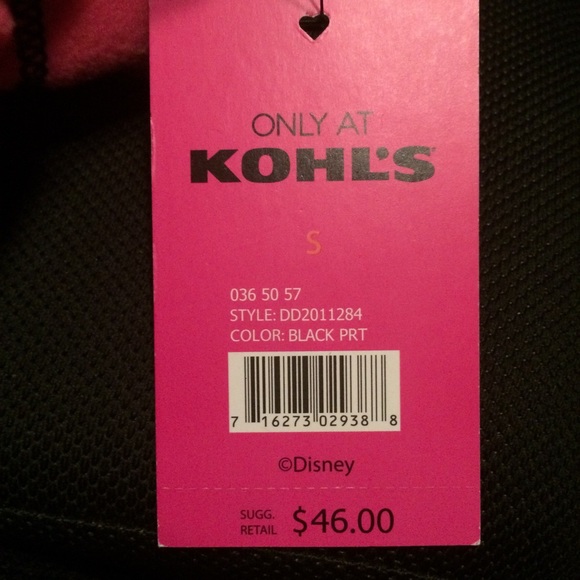 ONLY AT
KOHL'S
S
036 50 57
STYLE: DD2011284
COLOR: BLACK PRT
7 16273 02938 8
©Disney
SUGG.
RETAIL $46.00